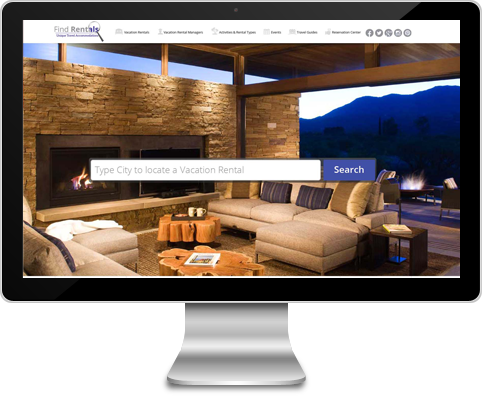 Find Rentals
Unique Travel Accommodations
Vacation Rentals
Vacation Rental Managers
Activities & Rental Types
Events
Travel Guides
Reservation Center
Type City to locate a Vacation Rental
Search